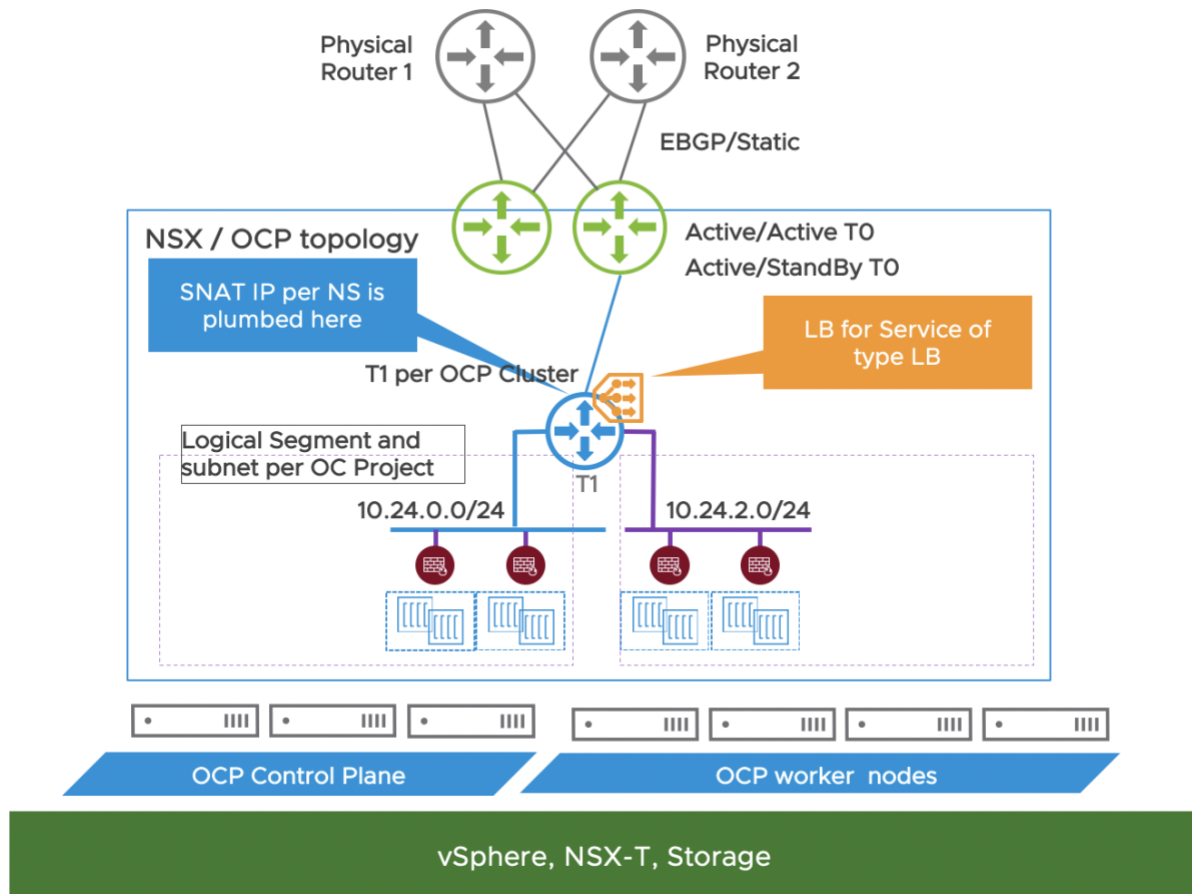 Physical
Router 1
Physical
Router 2
EBGP/Static
NSX / OCP topology
Active/Active T0
Active/StandBy T0
SNAT IP per NS is
plumbed here
LB for Service of
type LB
T1 per OCP Cluster
Logical Segment and
subnet per OC Project
T1
10.24.0.0/24
10.24.2.0/24
OCP Control Plane
OCP worker nodes
vSphere, NSX-T, Storage